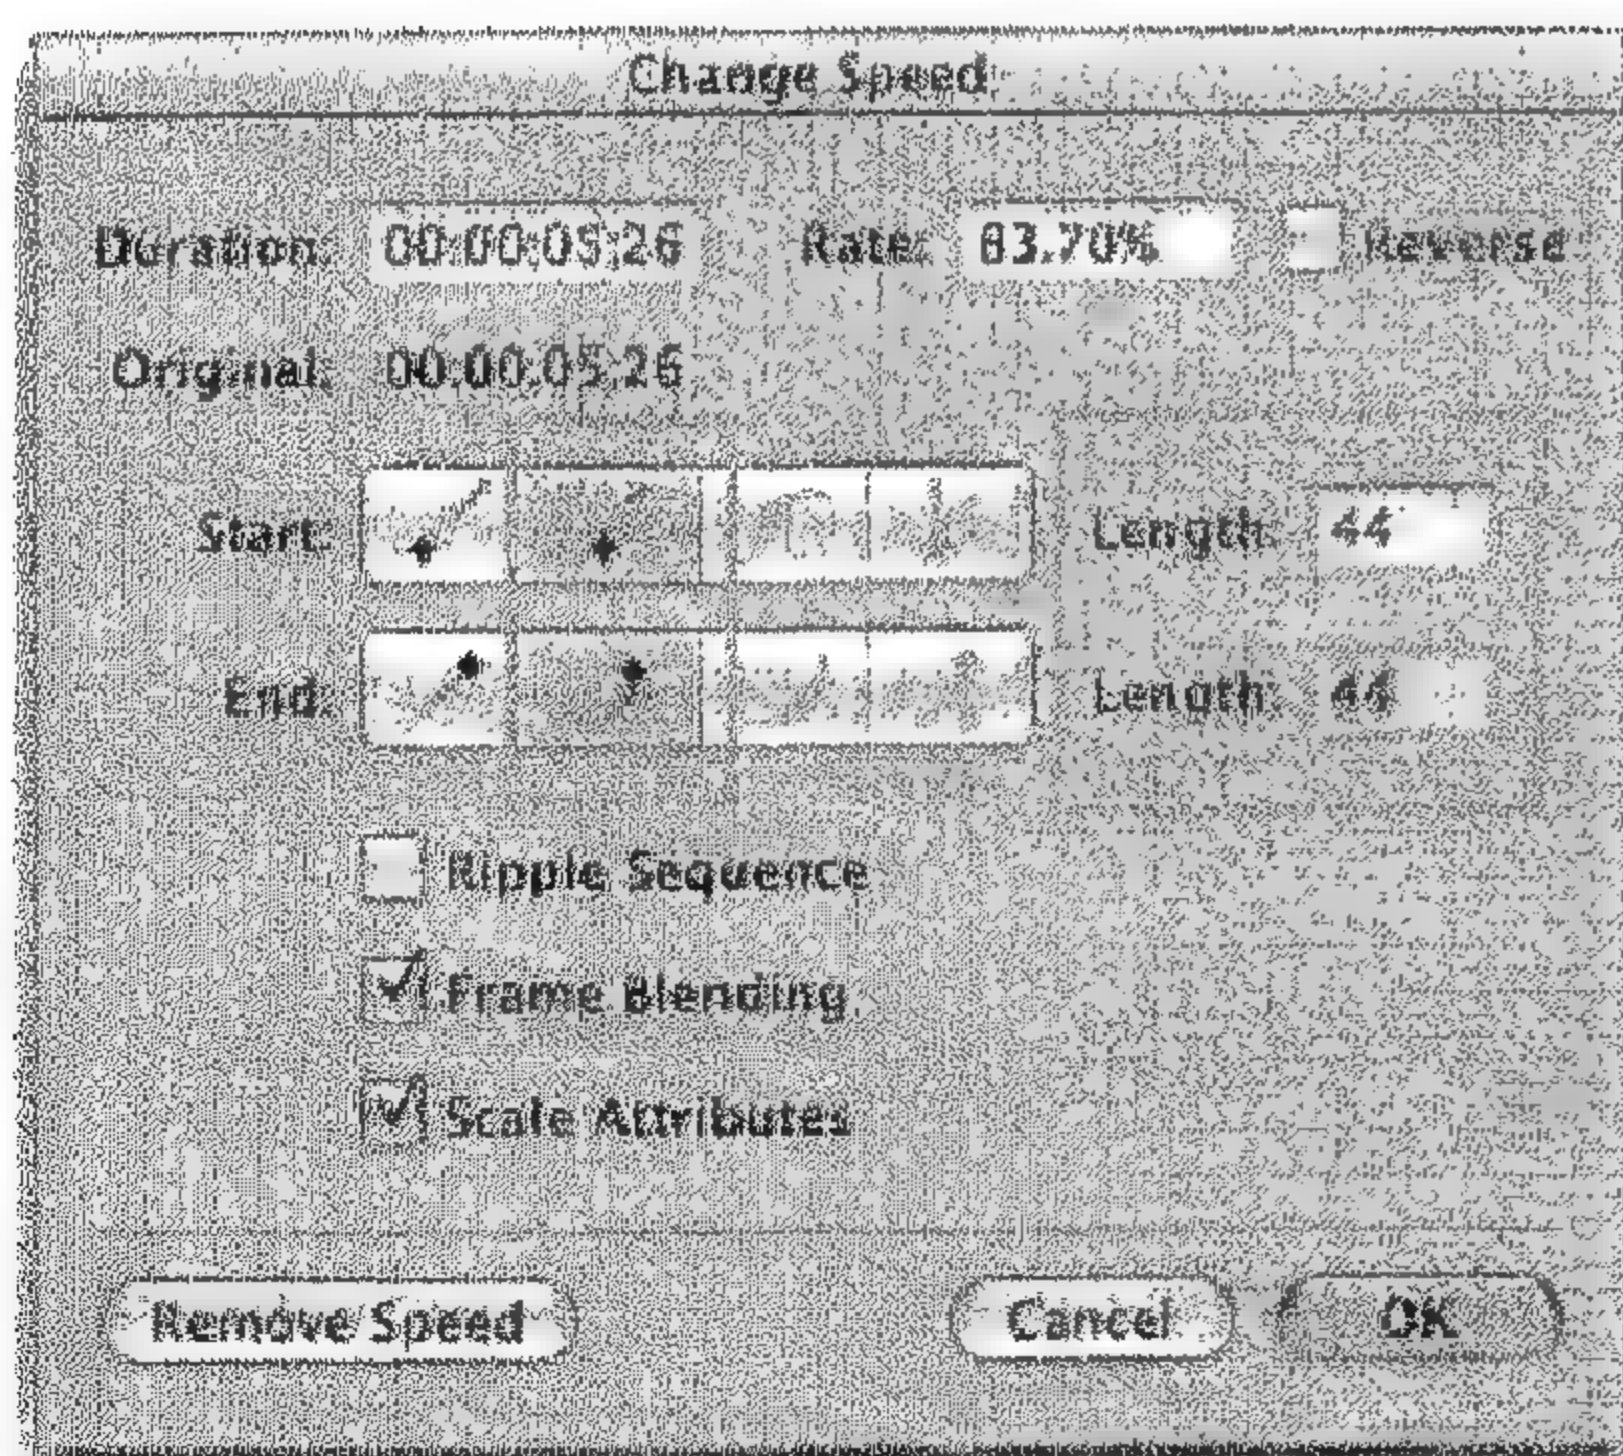 Change Speed
Duration: 00:00:05;26 Rate: 83.70% Reverse
Original: 00:00:05;26
Start: Length: 44
End: Length: 44
Ripple Sequence
Frame Blending
Scale Attributes
Remove Speed Cancel OK